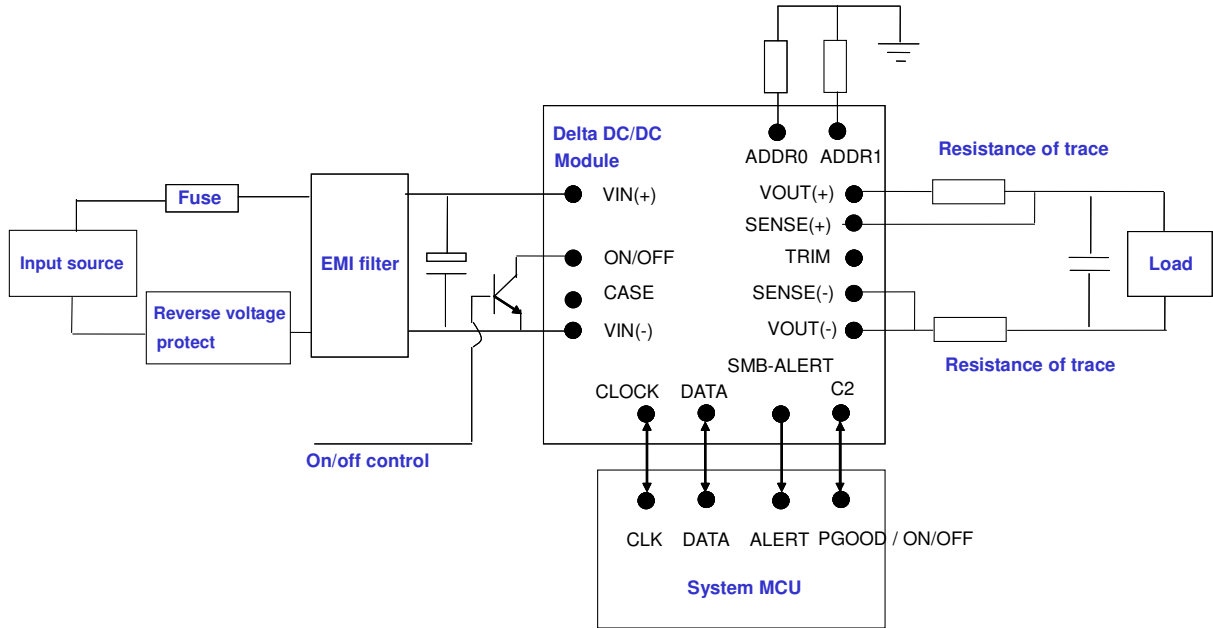 Delta DC/DC
Module
ADDR0 ADDR1
Resistance of trace
Fuse
VIN(+)
VOUT(+)
SENSE(+)
Input source
EMI filter
ON/OFF
TRIM
Load
CASE
SENSE(-)
Reverse voltage
protect
VIN(-)
VOUT(-)
Resistance of trace
SMB-ALERT
CLOCK DATA C2
On/off control
CLK DATA ALERT PGOOD / ON/OFF
System MCU